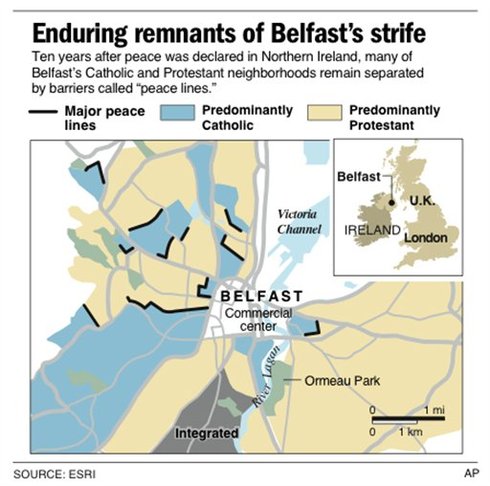 Enduring remnants of Belfast's strife
Ten years after peace was declared in Northern Ireland, many of
Belfast's Catholic and Protestant neighborhoods remain separated
by barriers called “peace lines.”
Major peace
lines
Predominantly
Catholic
Predominantly
Protestant
Belfast
U.K.
IRELAND
London
Victoria
Channel
BELFAST
Commercial
center
River Lagan
Ormeau Park
Integrated
0 1 mi
0 1 km
SOURCE: ESRI
AP